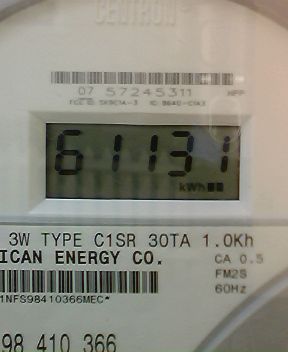 CENTRON
07 57245311 HPP
61131
kWh
3W TYPE C1SR 30TA 1.0Kh
ICAN ENERGY CO. CA 0.5
FM2S
1NFS98410366MEC* 60Hz
98 410 366